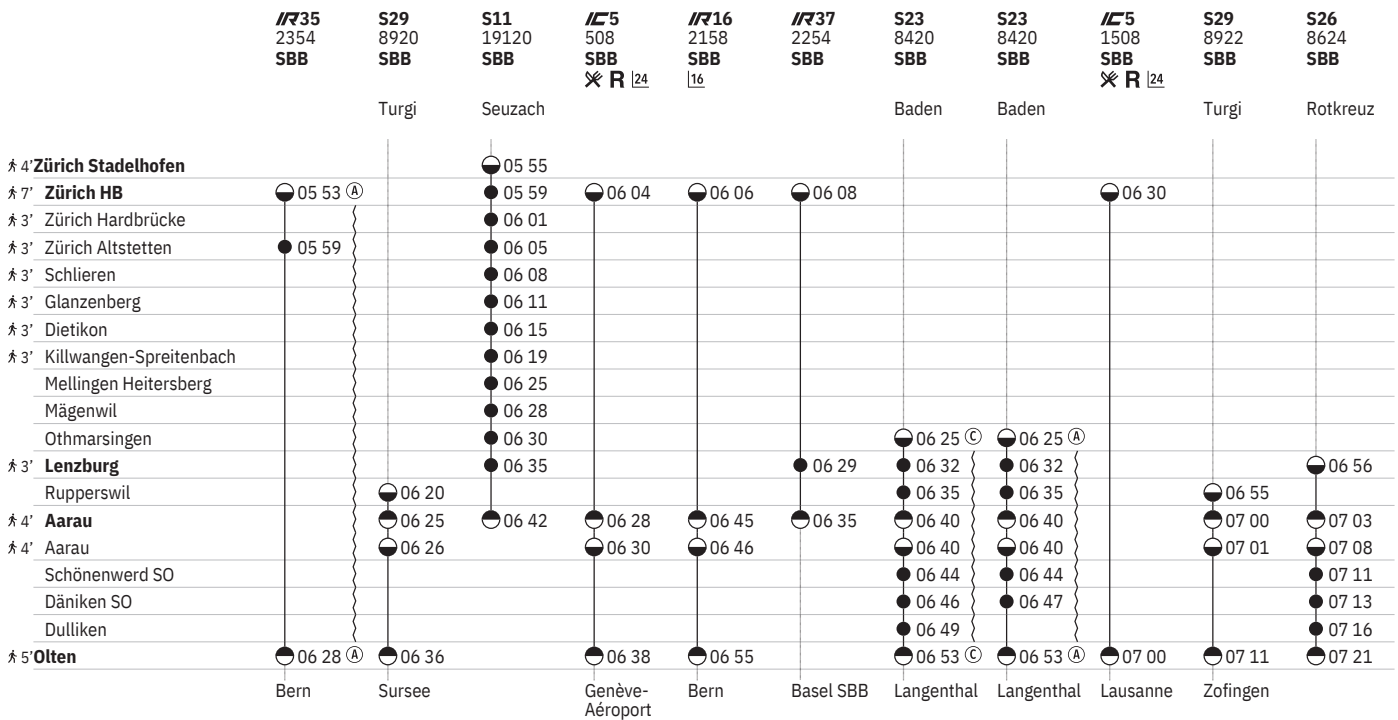 IR35 S29 S11 IC5 IR16 IR37 S23 S23 IC5 S29 S26
2354 8920 19120 508 2158 2254 8420 8420 1508 8922 8624
SBB SBB SBB SBB SBB SBB SBB SBB SBB SBB SBB
R 24 16 R 24
Turgi Seuzach Baden Baden Turgi Rotkreuz
4’ Zürich Stadelhofen 05 55
7’ Zürich HB 05 53 A 05 59 06 04 06 06 06 08 06 30
3’ Zürich Hardbrücke 06 01
3’ Zürich Altstetten 05 59 06 05
3’ Schlieren 06 08
3’ Glanzenberg 06 11
3’ Dietikon 06 15
3’ Killwangen-Spreitenbach 06 19
Mellingen Heitersberg 06 25
Mägenwil 06 28
Othmarsingen 06 30 06 25 C 06 25 A
3’ Lenzburg 06 35 06 29 06 32 06 32 06 56
Rupperswil 06 20 06 35 06 35 06 55
4’ Aarau 06 25 06 42 06 28 06 45 06 35 06 40 06 40 07 00 07 03
4’ Aarau 06 26 06 30 06 46 06 40 06 40 07 01 07 08
Schönenwerd SO 06 44 06 44 07 11
Däniken SO 06 46 06 47 07 13
Dulliken 06 49 07 16
5’ Olten 06 28 A 06 36 06 38 06 55 06 53 C 06 53 A 07 00 07 11 07 21
Bern Sursee Genève- Bern Basel SBB Langenthal Langenthal Lausanne Zofingen
Aéroport